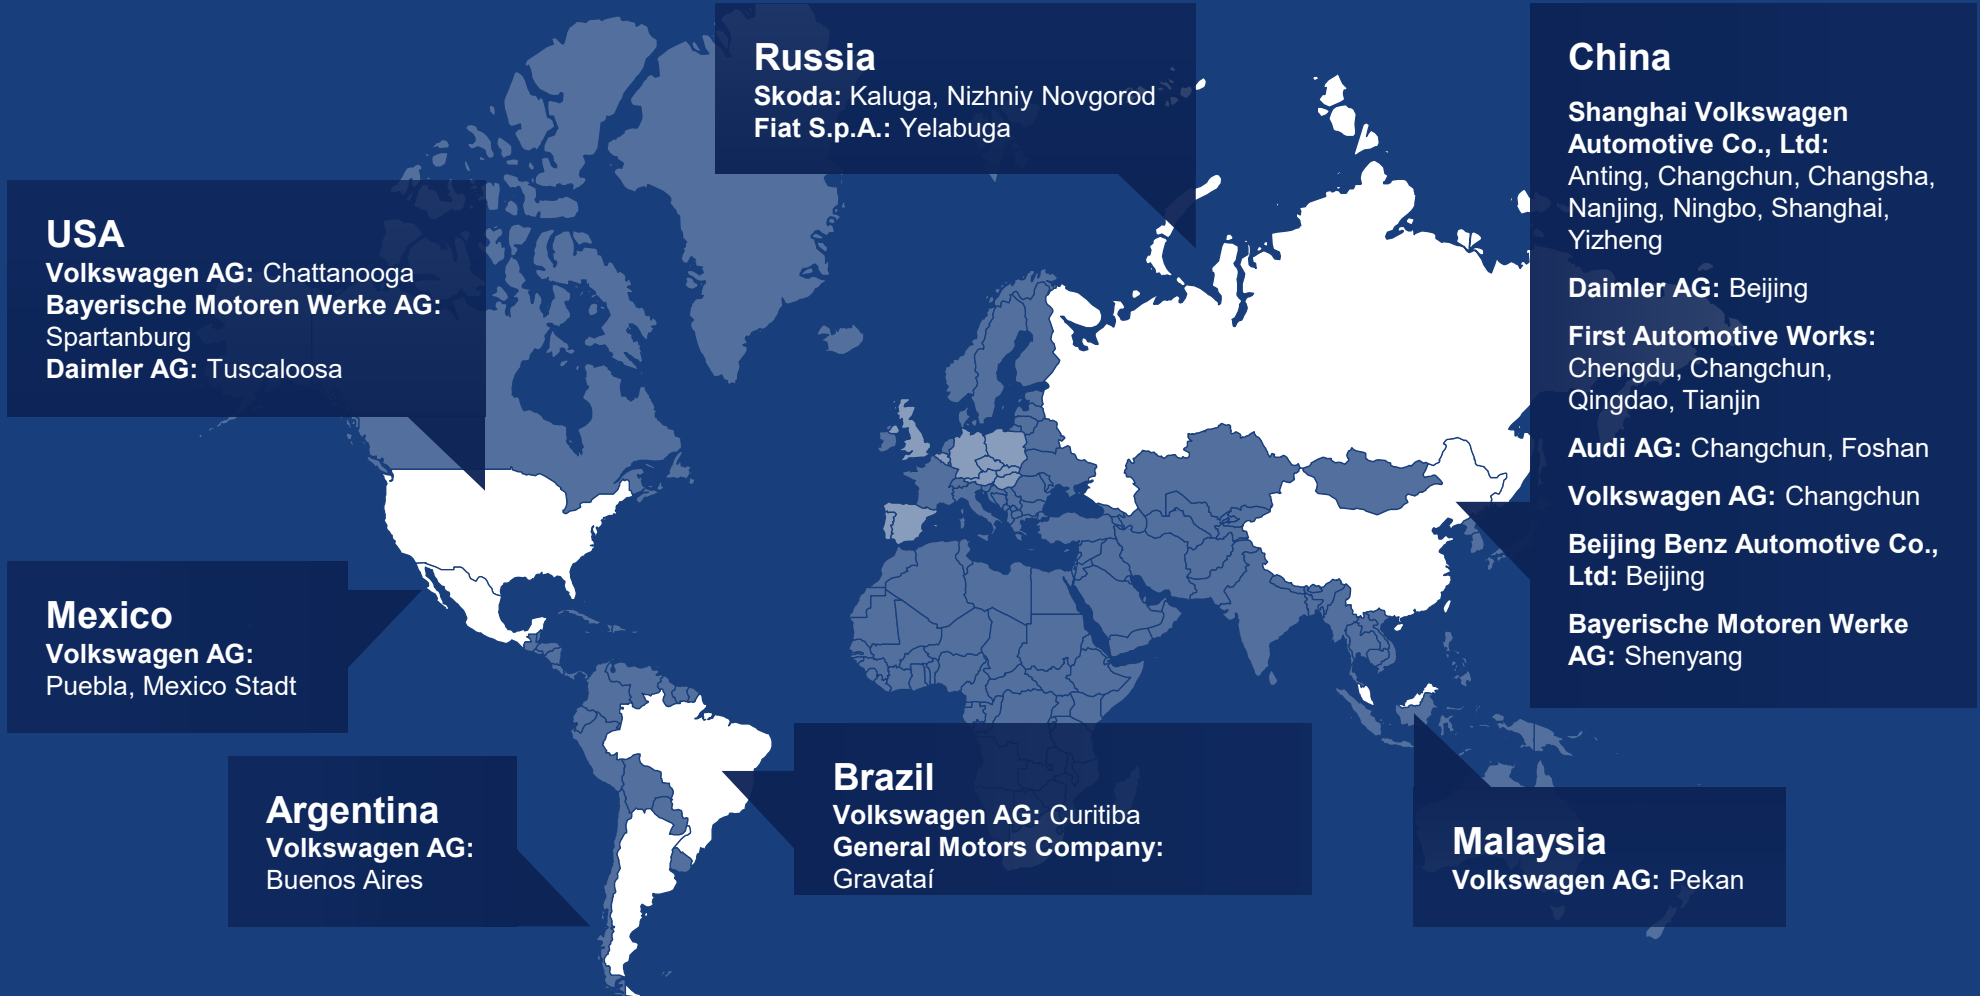 Russia
Skoda: Kaluga, Nizhniy Novgorod
Fiat S.p.A.: Yelabuga
China
Shanghai Volkswagen
Automotive Co., Ltd:
Anting, Changchun, Changsha,
Nanjing, Ningbo, Shanghai,
Yizheng
Daimler AG: Beijing
First Automotive Works:
Chengdu, Changchun,
Qingdao, Tianjin
Audi AG: Changchun, Foshan
Volkswagen AG: Changchun
Beijing Benz Automotive Co.,
Ltd: Beijing
Bayerische Motoren Werke
AG: Shenyang
USA
Volkswagen AG: Chattanooga
Bayerische Motoren Werke AG:
Spartanburg
Daimler AG: Tuscaloosa
Mexico
Volkswagen AG:
Puebla, Mexico Stadt
Argentina
Volkswagen AG:
Buenos Aires
Brazil
Volkswagen AG: Curitiba
General Motors Company:
Gravataí
Malaysia
Volkswagen AG: Pekan